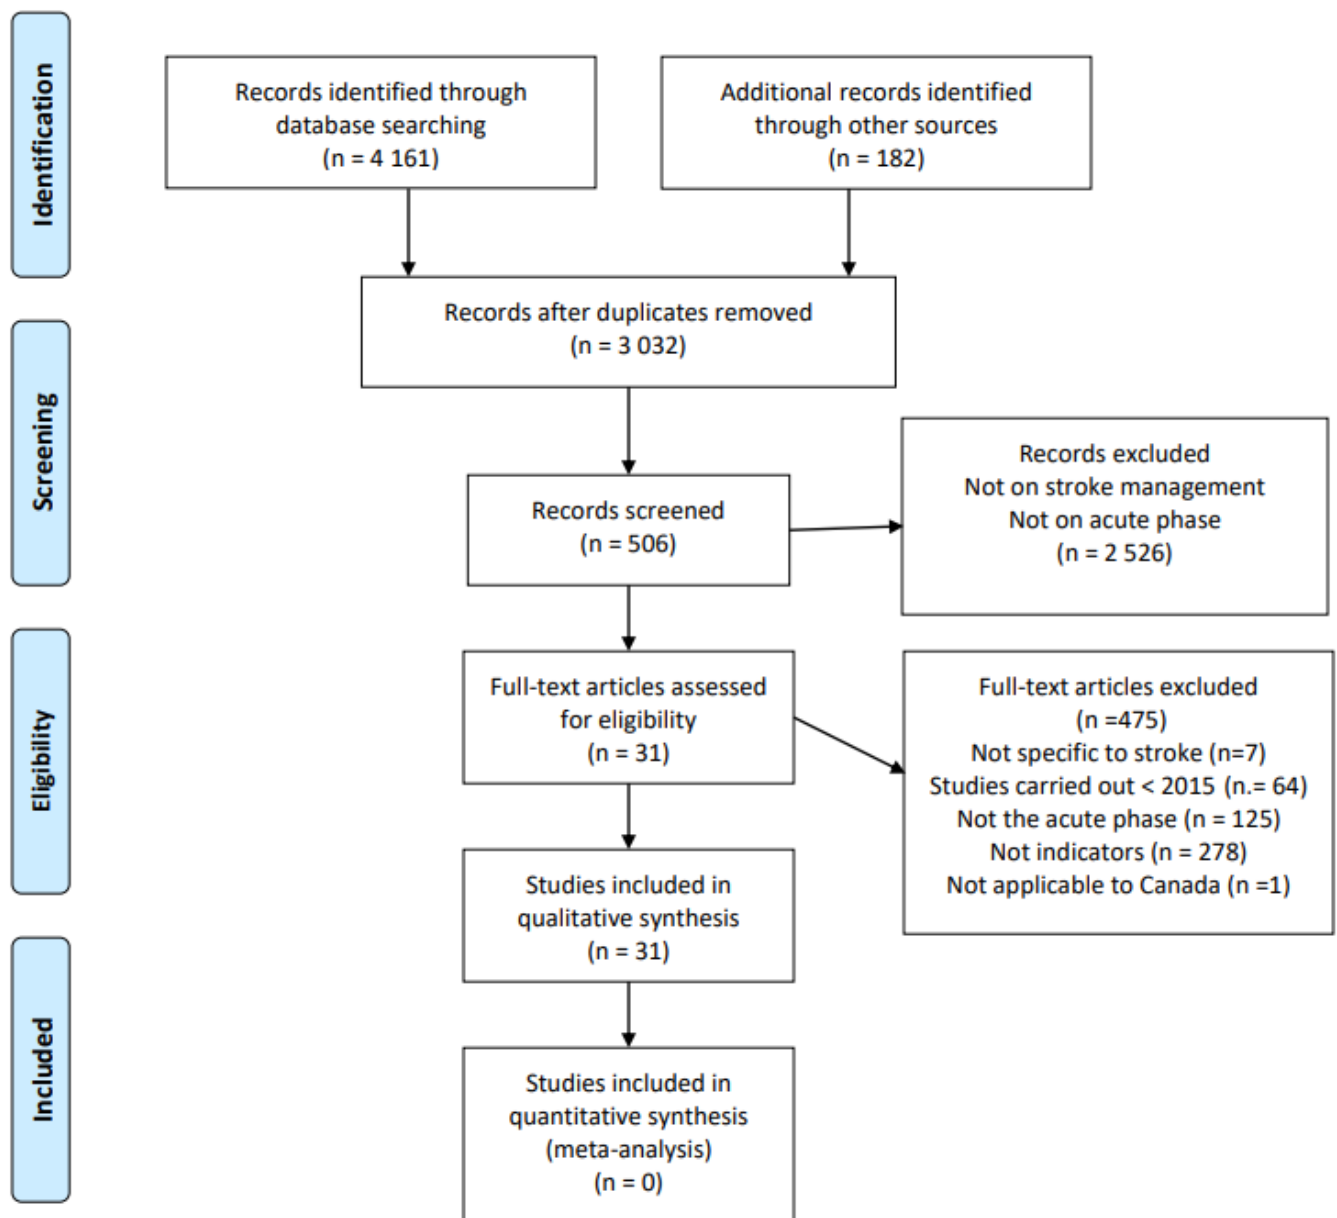 Identification
Records identified through
database searching
(n = 4 161)
Additional records identified
through other sources
(n = 182)
Records after duplicates removed
(n = 3 032)
Screening
Records screened
(n = 506)
Records excluded
Not on stroke management
Not on acute phase
(n = 2 526)
Eligibility
Full-text articles assessed
for eligibility
(n = 31)
Full-text articles excluded
(n =475)
Not specific to stroke (n=7)
Studies carried out < 2015 (n.= 64)
Not the acute phase (n = 125)
Not indicators (n = 278)
Not applicable to Canada (n =1)
Studies included in
qualitative synthesis
(n = 31)
Included
Studies included in
quantitative synthesis
(meta-analysis)
(n = 0)